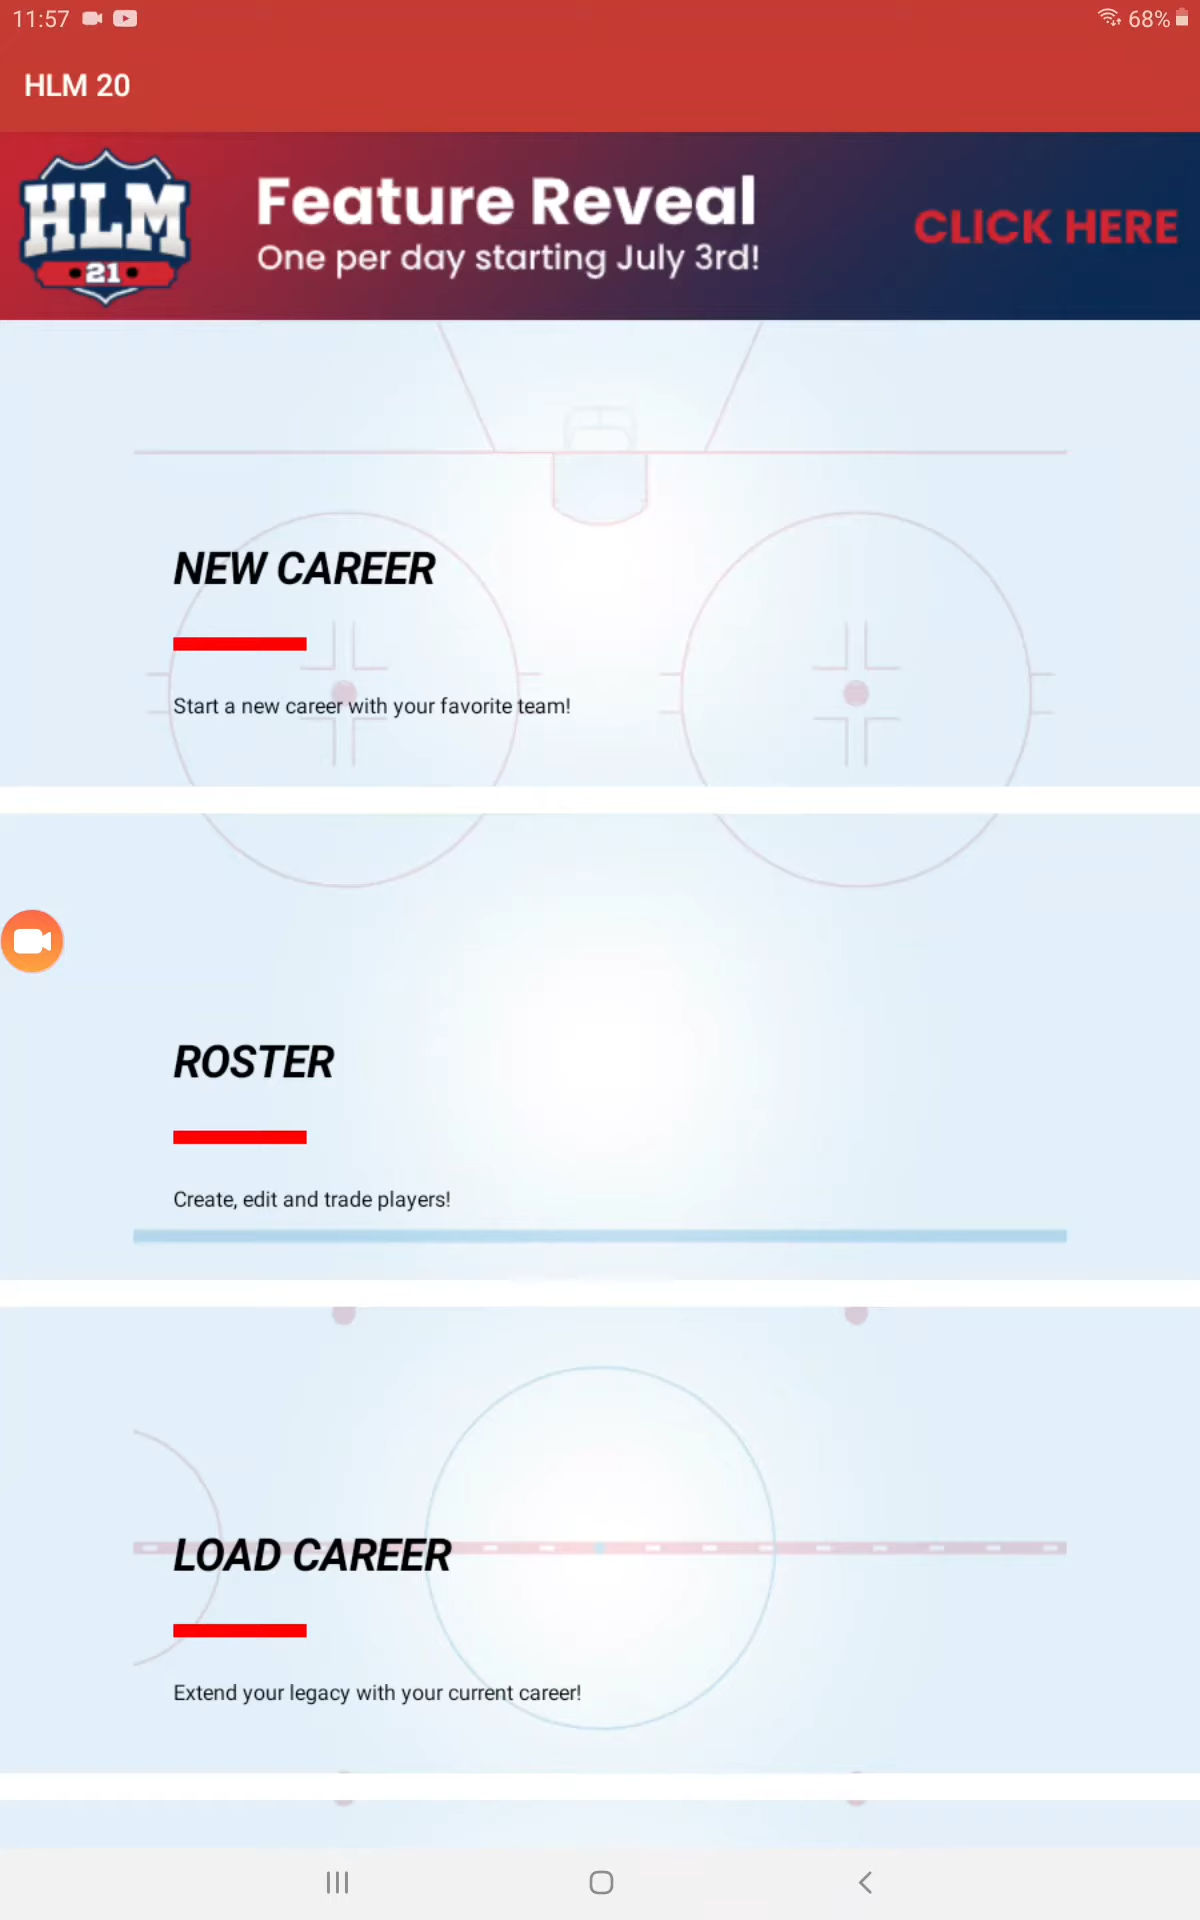 11:57
68%
HLM 20
HLM
21
Feature Reveal
One per day starting July 3rd!
CLICK HERE
NEW CAREER
Start a new career with your favorite team!
ROSTER
Create, edit and trade players!
LOAD CAREER
Extend your legacy with your current career!